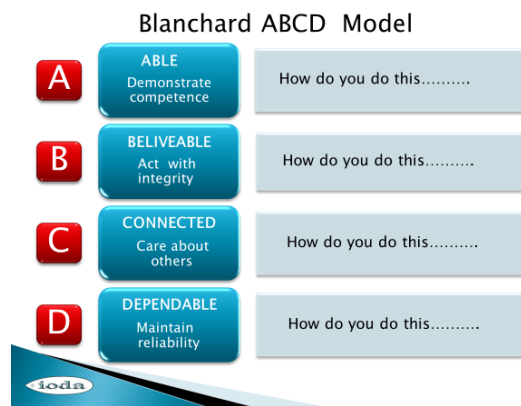 Blanchard ABCD Model
A
ABLE
Demonstrate
competence
How do you do this……….
B
BELIVEABLE
Act with
integrity
How do you do this……….
C
CONNECTED
Care about
others
How do you do this……….
D
DEPENDABLE
Maintain
reliability
How do you do this……….
ioda